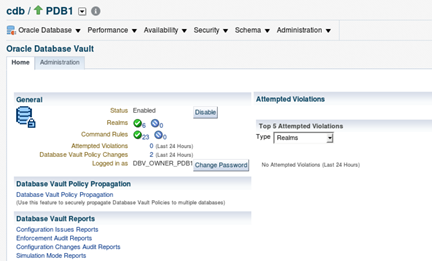 cdb / PDB1
Oracle Database Performance Availability Security Schema Administration
Oracle Database Vault
Home Administration
General
Status Enabled Disable
Realms 6 0
Command Rules 23 0
Attempted Violations 0 (Last 24 Hours)
Database Vault Policy Changes 2 (Last 24 Hours)
Logged in as DBV_OWNER_PDB1 Change Password
Attempted Violations
Top 5 Attempted Violations
Type Realms
No Attempted Violations (Last 24 Hours)
Database Vault Policy Propagation
Database Vault Policy Propagation
(Use this feature to securely propagate Database Vault Policies to multiple databases)
Database Vault Reports
Configuration Issues Reports
Enforcement Audit Reports
Configuration Changes Audit Reports
Simulation Mode Reports